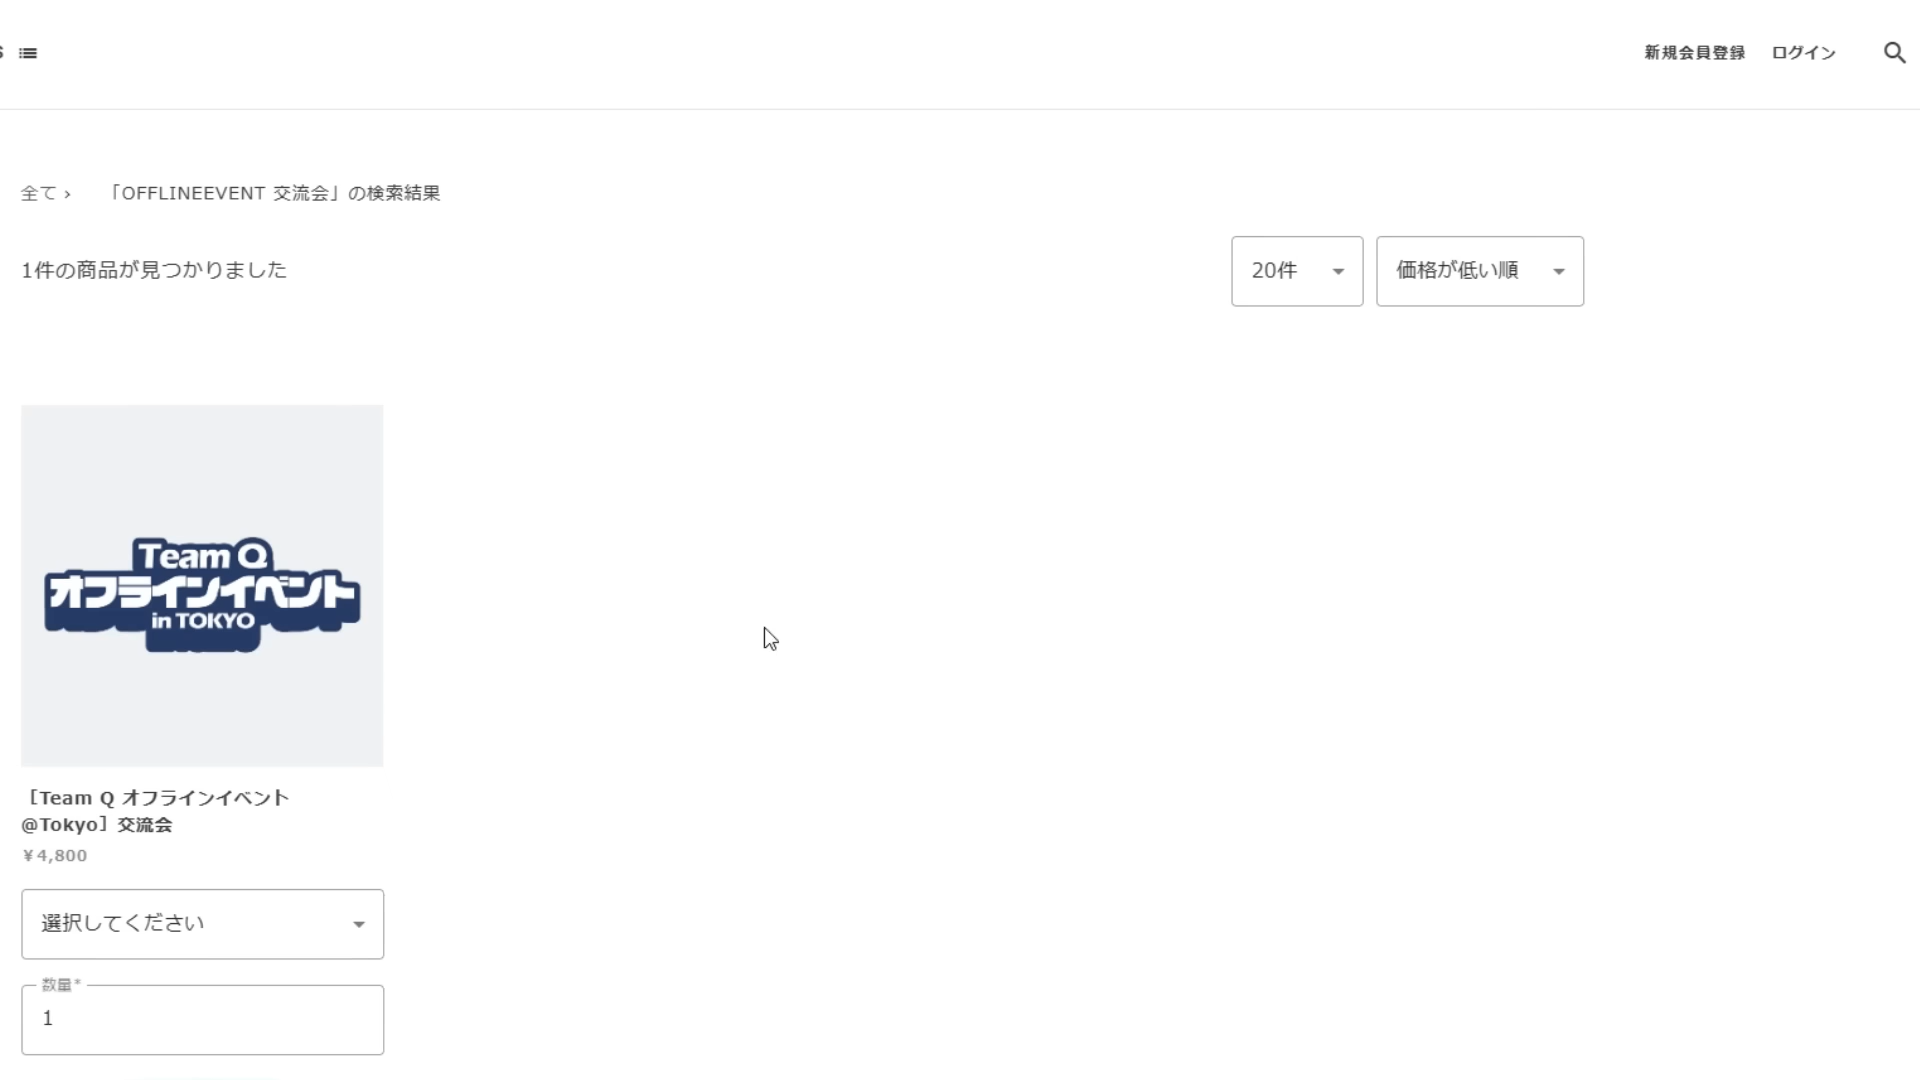 S
新規会員登録
ログイン
全て ›
「OFFLINEEVENT 交流会」の検索結果
1件の商品が見つかりました
20件
価格が低い順
Team Q
オフラインイベント
in TOKYO
[Team Q オフラインイベント
@Tokyo] 交流会
¥4,800
選択してください
数量*
1